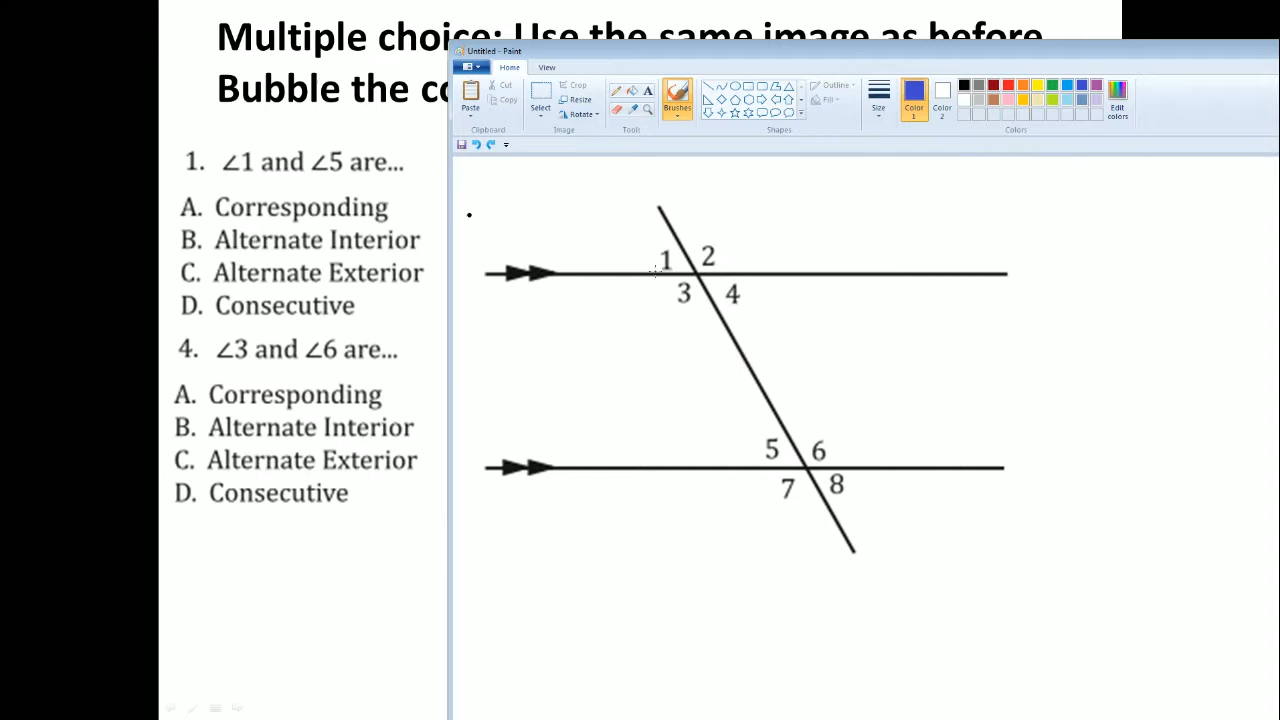 Multiple choice: Use the same image as before
Bubble the co
1. ∠1 and ∠5 are...
A. Corresponding
B. Alternate Interior
C. Alternate Exterior
D. Consecutive
4. ∠3 and ∠6 are...
A. Corresponding
B. Alternate Interior
C. Alternate Exterior
D. Consecutive
Untitled - Paint
Home View
Paste
Cut
Copy
Clipboard
Select
Crop
Resize
Rotate
Image
A
Tools
Brushes
Outline
Fill
Shapes
Size
Color
1
Color
2
Edit
colors
Colors
1 2
3 4
5 6
7 8